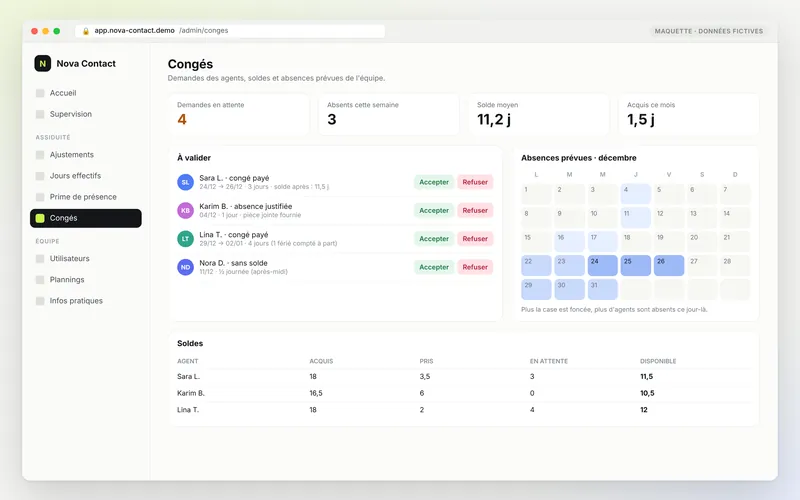 app.nova-contact.demo /admin/conges
MAQUETTE · DONNÉES FICTIVES
N Nova Contact
Accueil
Supervision
ASSIDUITÉ
Ajustements
Jours effectifs
Prime de présence
Congés
ÉQUIPE
Utilisateurs
Plannings
Infos pratiques
Congés
Demandes des agents, soldes et absences prévues de l'équipe.
Demandes en attente
4
Absents cette semaine
3
Solde moyen
11,2 j
Acquis ce mois
1,5 j
À valider
SL Sara L. · congé payé
24/12 → 26/12 · 3 jours · solde après : 11,5 j
Accepter Refuser
KB Karim B. · absence justifiée
04/12 · 1 jour · pièce jointe fournie
Accepter Refuser
LT Lina T. · congé payé
29/12 → 02/01 · 4 jours (1 férié compté à part)
Accepter Refuser
ND Nora D. · sans solde
11/12 · ½ journée (après-midi)
Accepter Refuser
Absences prévues · décembre
L M M J V S D
1 2 3 4 5 6 7
8 9 10 11 12 13 14
15 16 17 18 19 20 21
22 23 24 25 26 27 28
29 30 31
Plus la case est foncée, plus d'agents sont absents ce jour-là.
Soldes
AGENT ACQUIS PRIS EN ATTENTE DISPONIBLE
Sara L. 18 3,5 3 11,5
Karim B. 16,5 6 0 10,5
Lina T. 18 2 4 12